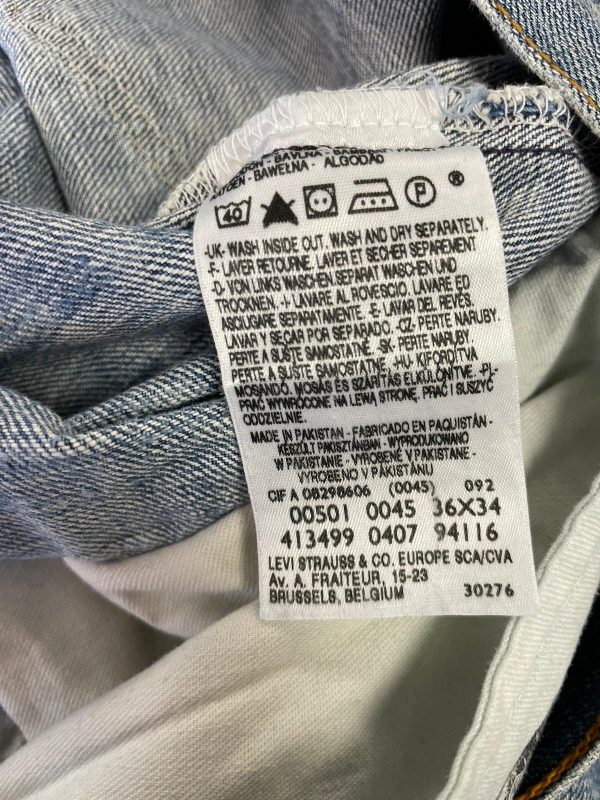 BAVLNA -
- BAWEŁNA - ALGODÃO
40 P ®
-UK- WASH INSIDE OUT. WASH AND DRY SEPARATELY.
-F- LAVER RETOURNE. LAVER ET SECHER SEPAREMENT
-D- VON LINKS WASCHEN SEPARAT WASCHEN UND
TROCKNEN. -I- LAVARE AL ROVESCIO. LAVARE ED
ASCIUGARE SEPARATAMENTE. -E- LAVAR DEL REVÉS.
LAVAR Y SECAR POR SEPARADO. -CZ- PERTE NARUBY.
PERTE A SUŠTE SAMOSTATNE. -SK- PERTE NARUBY.
PERTE A SUŠTE SAMOSTATNE. -HU- KIFORDÍTVA
MOSANDÓ. MOSÁS ÉS SZÁRÍTÁS ELKÜLÖNÍTVE. -PL-
PRAĆ WYWRÓCONE NA LEWĄ STRONĘ. PRAĆ I SUSZYĆ
ODDZIELNIE.
MADE IN PAKISTAN - FABRICADO EN PAQUISTÁN -
KÉSZÜLT PAKISZTÁNBAN - WYPRODUKOWANO
W PAKISTANIE - VYROBENÉ V PAKISTANE -
VYROBENO V PAKISTÁNU
CIF A 08298606 (0045) 092
00501 0045 36X34
413499 0407 94116
LEVI STRAUSS & CO. EUROPE SCA/CVA
Av. A. FRAITEUR, 15-23
BRUSSELS, BELGIUM 30276